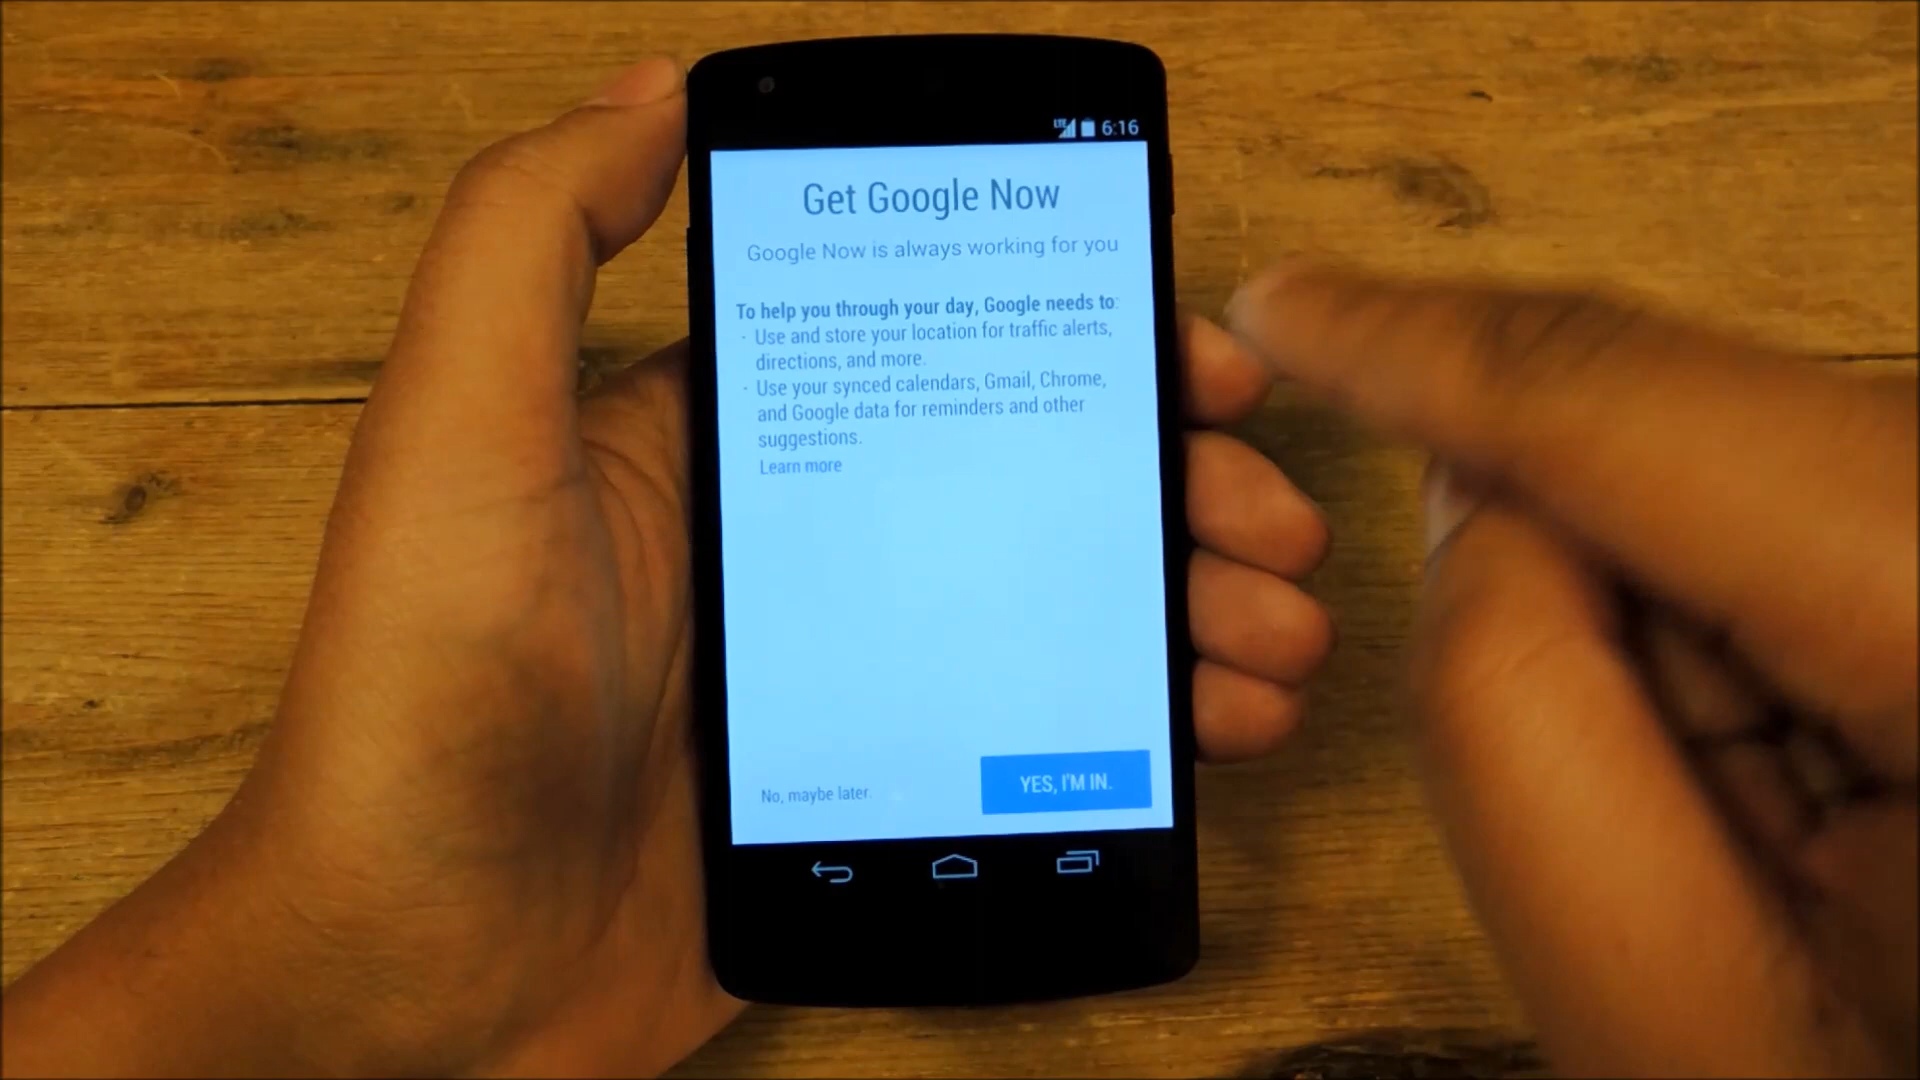 LTE 6:16
Get Google Now
Google Now is always working for you
To help you through your day, Google needs to:
· Use and store your location for traffic alerts,
directions, and more.
· Use your synced calendars, Gmail, Chrome,
and Google data for reminders and other
suggestions.
Learn more
No, maybe later.
YES, I'M IN.